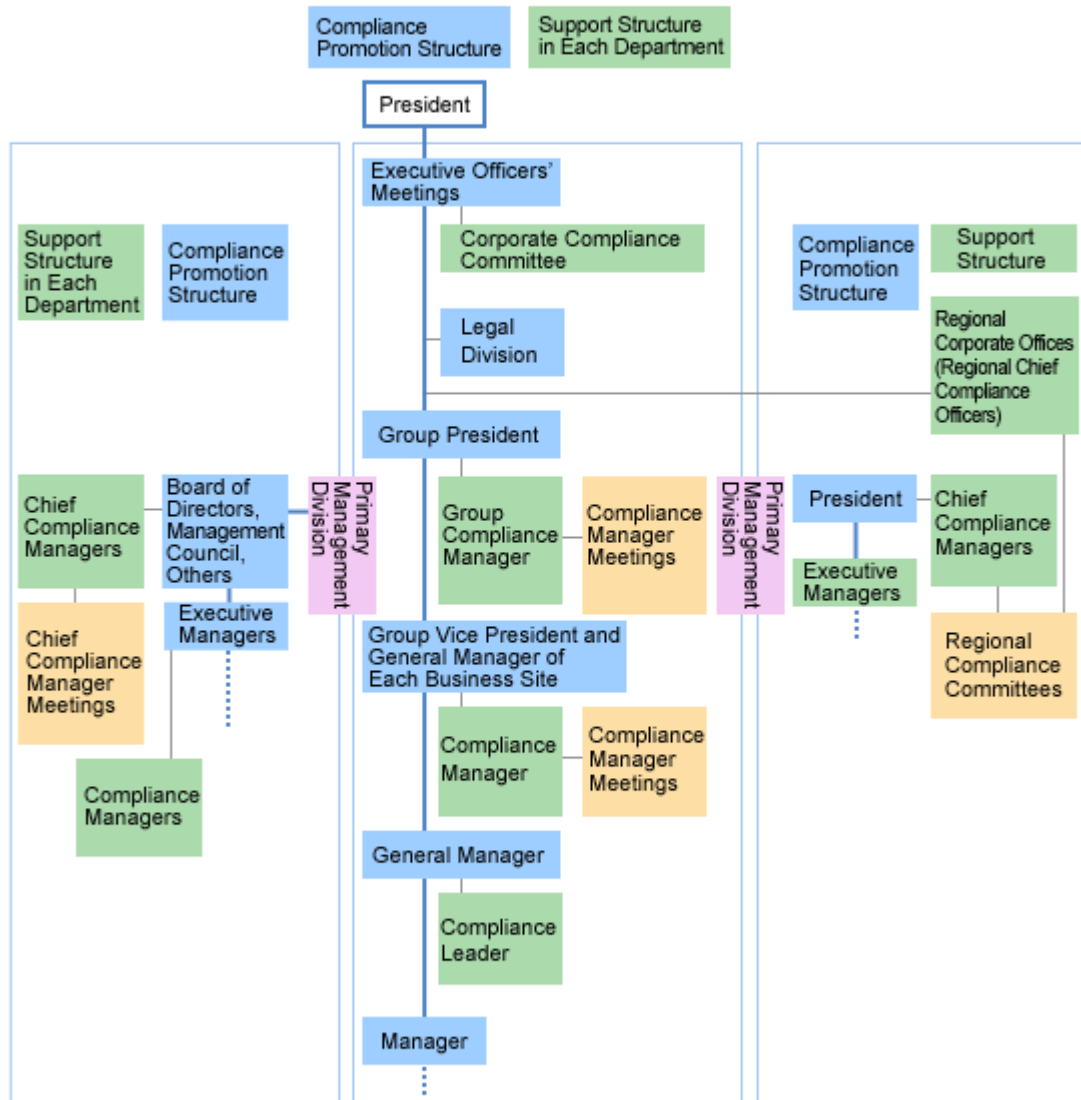 Compliance
Promotion Structure
Support Structure
in Each Department
President
Executive Officers’
Meetings
Corporate Compliance
Committee
Legal
Division
Group President
Group
Compliance
Manager
Compliance
Manager
Meetings
Group Vice President and
General Manager of
Each Business Site
Compliance
Manager
Compliance
Manager
Meetings
General Manager
Compliance
Leader
Manager
Support
Structure
in Each
Department
Compliance
Promotion
Structure
Chief
Compliance
Managers
Board of
Directors,
Management
Council,
Others
Primary
Management
Division
Chief
Compliance
Manager
Meetings
Executive
Managers
Compliance
Managers
Compliance
Promotion
Structure
Support
Structure
Regional
Corporate Offices
(Regional Chief
Compliance
Officers)
Primary
Management
Division
President
Chief
Compliance
Managers
Executive
Managers
Regional
Compliance
Committees